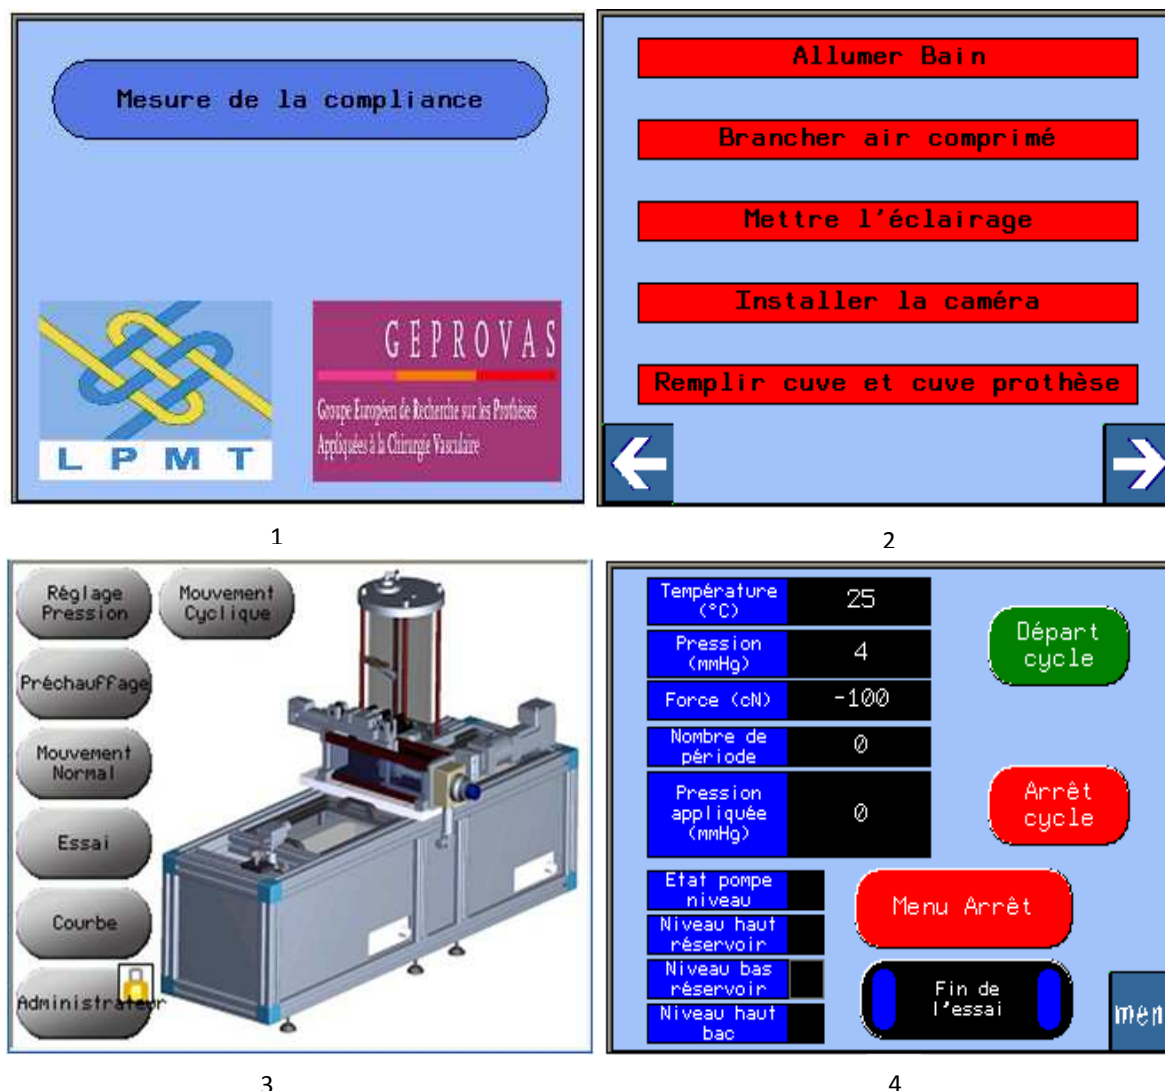 Mesure de la compliance
GEPROVAS
Groupe Européen de Recherche sur les Prothèses
Appliquées à la Chirurgie Vasculaire
LPMT
1
Allumer Bain
Brancher air comprimé
Mettre l'éclairage
Installer la caméra
Remplir cuve et cuve prothèse
2
Réglage
Pression
Mouvement
Cyclique
Préchauffage
Mouvement
Normal
Essai
Courbe
Administrateur
3
Température
(°C)
25
Pression
(mmHg)
4
Force (cN)
-100
Nombre de
période
0
Pression
appliquée
(mmHg)
0
Départ
cycle
Arrêt
cycle
Etat pompe
niveau
Niveau haut
réservoir
Niveau bas
réservoir
Niveau haut
bac
Menu Arrêt
Fin de
l'essai
men
4